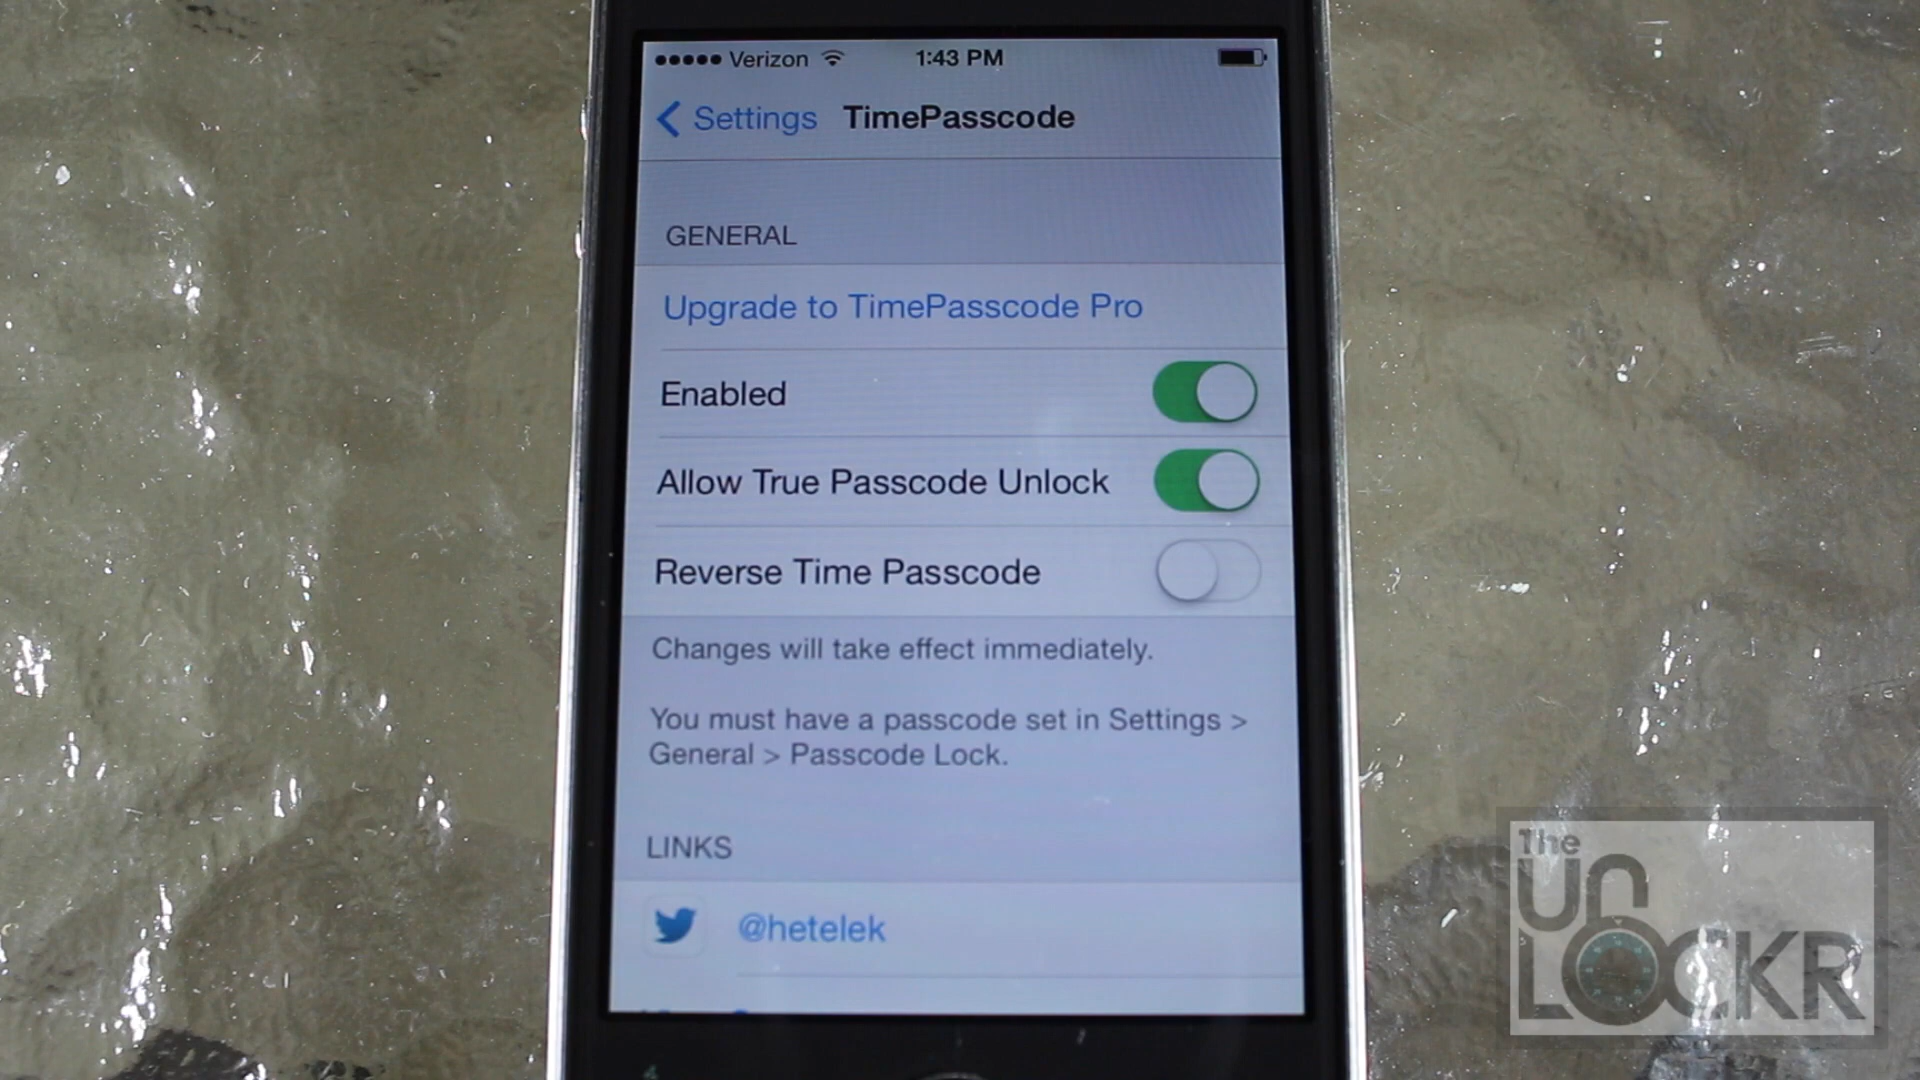 Verizon 1:43 PM
Settings TimePasscode
GENERAL
Upgrade to TimePasscode Pro
Enabled
Allow True Passcode Unlock
Reverse Time Passcode
Changes will take effect immediately.
You must have a passcode set in Settings >
General > Passcode Lock.
LINKS
@hetelek
The
UN
LOCKR